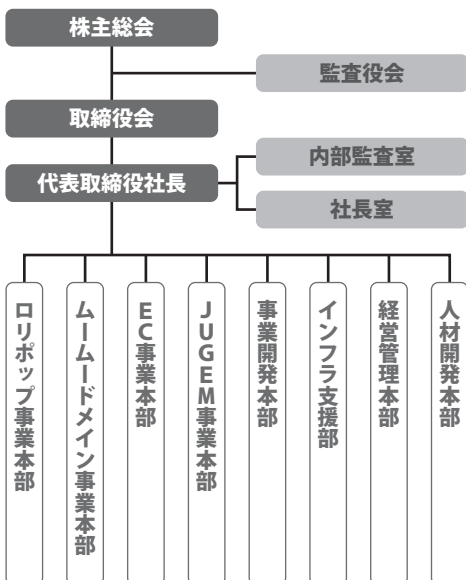 株主総会
監査役会
取締役会
代表取締役社長
内部監査室
社長室
ロリポップ事業本部
ムームードメイン事業本部
EC事業本部
JUGEM事業本部
事業開発本部
インフラ支援部
経営管理本部
人材開発本部